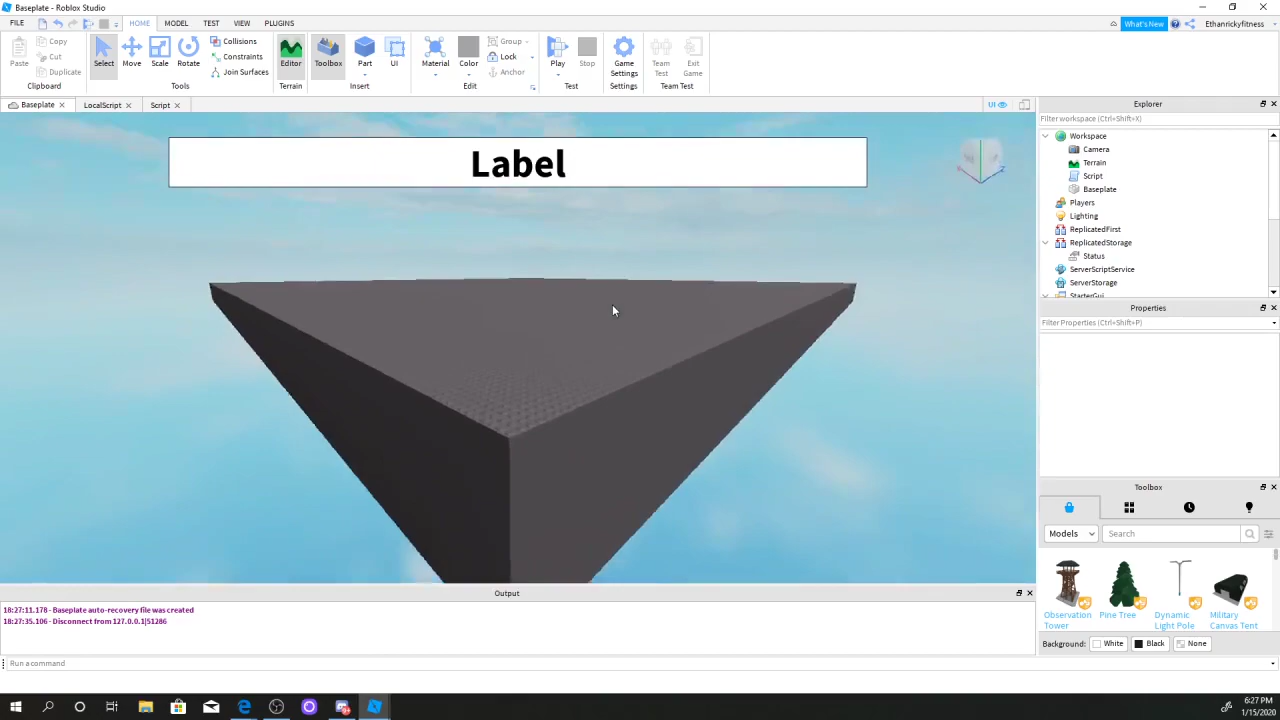 Baseplate - Roblox Studio
FILE HOME MODEL TEST VIEW PLUGINS What's New Ethanrickyfitness
Paste Copy Cut Duplicate Select Move Scale Rotate Collisions Constraints Join Surfaces Editor Toolbox Part UI Material Color Group Lock Anchor Play Stop Game Settings Team Test Exit Game
Clipboard Tools Terrain Insert Edit Test Settings Team Test
Baseplate LocalScript Script UI
Label
Explorer
Filter workspace (Ctrl+Shift+X)
Workspace
Camera
Terrain
Script
Baseplate
Players
Lighting
ReplicatedFirst
ReplicatedStorage
Status
ServerScriptService
ServerStorage
StarterGui
Properties
Filter Properties (Ctrl+Shift+P)
Toolbox
Models Search
Observation Tower
Pine Tree
Dynamic Light Pole
Military Canvas Tent
Background: White Black None
Output
18:27:11.178 - Baseplate auto-recovery file was created
18:27:35.106 - Disconnect from 127.0.0.1|51286
Run a command
6:27 PM
1/15/2020